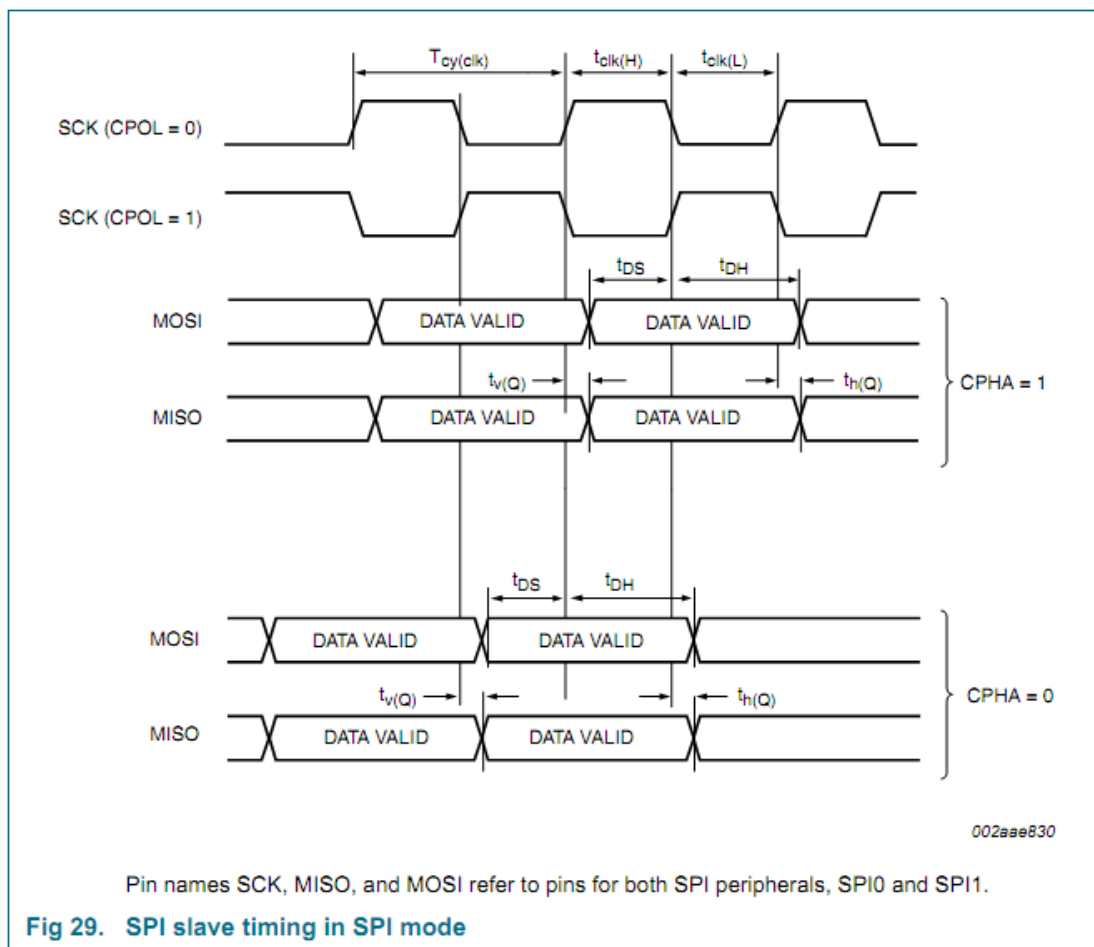 Tcy(clk) tclk(H) tclk(L)
SCK (CPOL = 0)
SCK (CPOL = 1)
tDS tDH
MOSI DATA VALID DATA VALID
tv(Q) th(Q)
CPHA = 1
MISO DATA VALID DATA VALID
tDS tDH
MOSI DATA VALID DATA VALID
tv(Q) th(Q)
CPHA = 0
MISO DATA VALID DATA VALID
002aae830
Pin names SCK, MISO, and MOSI refer to pins for both SPI peripherals, SPI0 and SPI1.
Fig 29. SPI slave timing in SPI mode